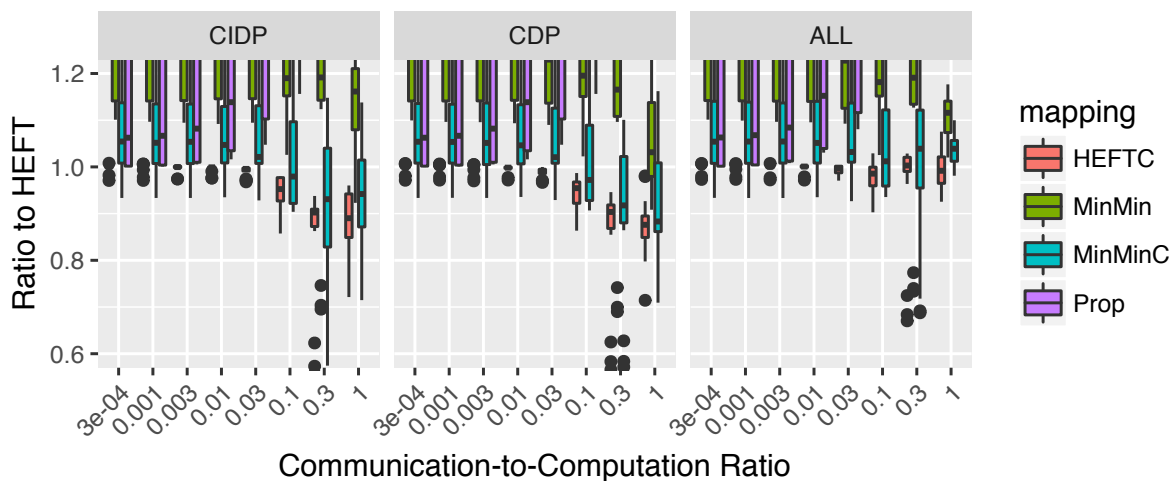 CIDP
CDP
ALL
Ratio to HEFT
1.2
1.0
0.8
0.6
3e-04
0.001
0.003
0.01
0.03
0.1
0.3
1
3e-04
0.001
0.003
0.01
0.03
0.1
0.3
1
3e-04
0.001
0.003
0.01
0.03
0.1
0.3
1
Communication-to-Computation Ratio
mapping
HEFTC
MinMin
MinMinC
Prop